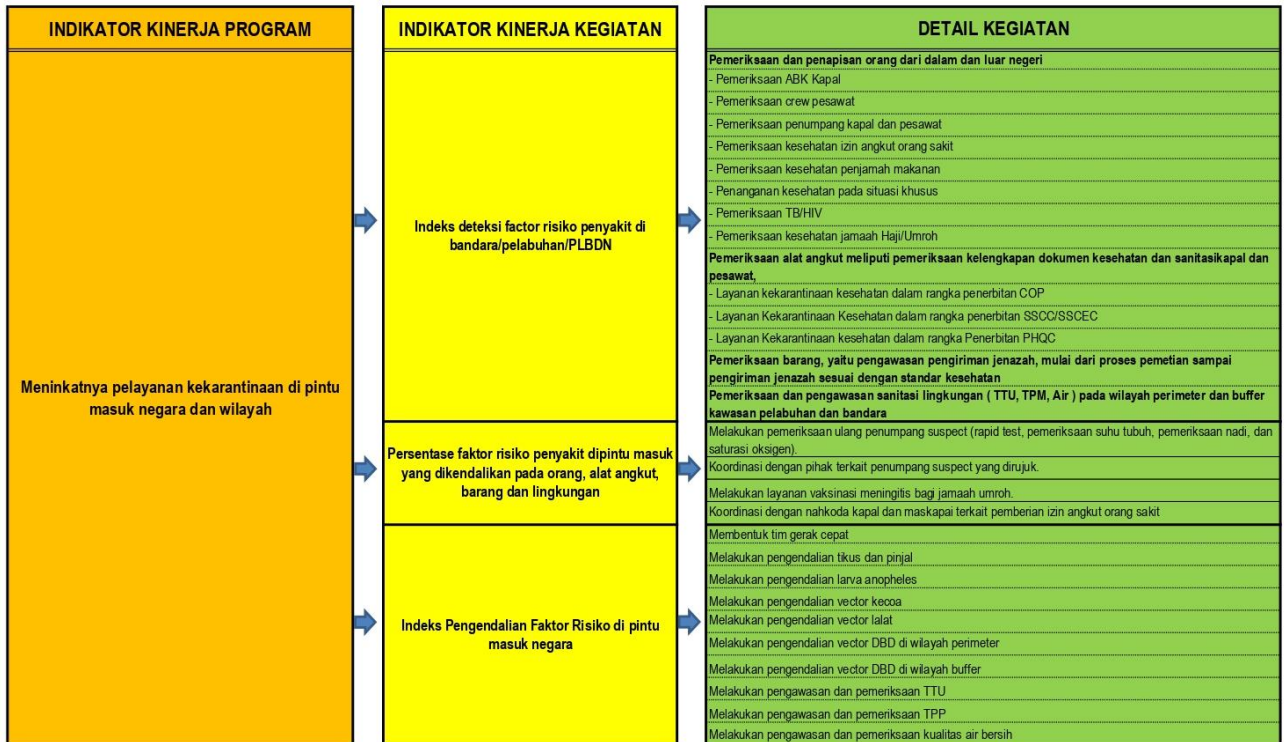 INDIKATOR KINERJA PROGRAM
Meninkatnya pelayanan kekarantinaan di pintu
masuk negara dan wilayah
INDIKATOR KINERJA KEGIATAN
Indeks deteksi factor risiko penyakit di
bandara/pelabuhan/PLBDN
Persentase faktor risiko penyakit dipintu masuk
yang dikendalikan pada orang, alat angkut,
barang dan lingkungan
Indeks Pengendalian Faktor Risiko di pintu
masuk negara
DETAIL KEGIATAN
Pemeriksaan dan penapisan orang dari dalam dan luar negeri
- Pemeriksaan ABK Kapal
- Pemeriksaan crew pesawat
- Pemeriksaan penumpang kapal dan pesawat
- Pemeriksaan kesehatan izin angkut orang sakit
- Pemeriksaan kesehatan penjamah makanan
- Penanganan kesehatan pada situasi khusus
- Pemeriksaan TB/HIV
- Pemeriksaan kesehatan jamaah Haji/Umroh
Pemeriksaan alat angkut meliputi pemeriksaan kelengkapan dokumen kesehatan dan sanitasikapal dan
pesawat,
- Layanan kekarantinaan kesehatan dalam rangka penerbitan COP
- Layanan Kekarantinaan Kesehatan dalam rangka penerbitan SSCC/SSCEC
- Layanan Kekarantinaan kesehatan dalam rangka Penerbitan PHQC
Pemeriksaan barang, yaitu pengawasan pengiriman jenazah, mulai dari proses pemetian sampai
pengiriman jenazah sesuai dengan standar kesehatan
Pemeriksaan dan pengawasan sanitasi lingkungan ( TTU, TPM, Air ) pada wilayah perimeter dan buffer
kawasan pelabuhan dan bandara
Melakukan pemeriksaan ulang penumpang suspect (rapid test, pemeriksaan suhu tubuh, pemeriksaan nadi, dan
saturasi oksigen).
Koordinasi dengan pihak terkait penumpang suspect yang dirujuk.
Melakukan layanan vaksinasi meningitis bagi jamaah umroh.
Koordinasi dengan nahkoda kapal dan maskapai terkait pemberian izin angkut orang sakit
Membentuk tim gerak cepat
Melakukan pengendalian tikus dan pinjal
Melakukan pengendalian larva anopheles
Melakukan pengendalian vector kecoa
Melakukan pengendalian vector lalat
Melakukan pengendalian vector DBD di wilayah perimeter
Melakukan pengendalian vector DBD di wilayah buffer
Melakukan pengawasan dan pemeriksaan TTU
Melakukan pengawasan dan pemeriksaan TPP
Melakukan pengawasan dan pemeriksaan kualitas air bersih